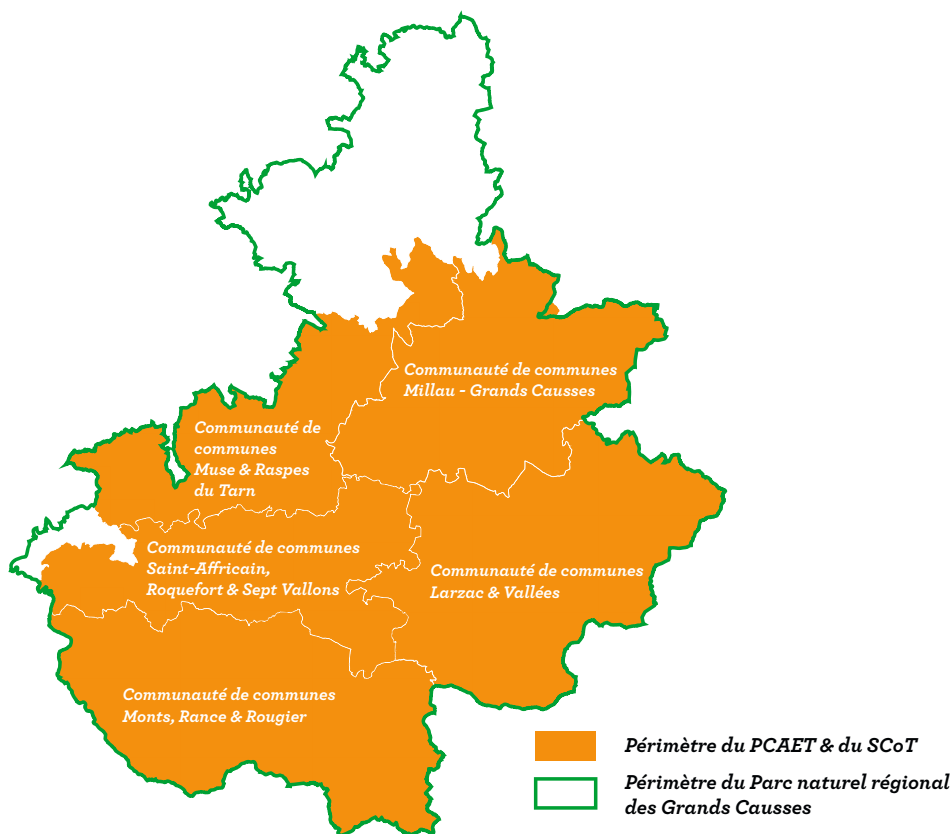 Communauté de communes
Millau - Grands Causses
Communauté de
communes
Muse & Raspes
du Tarn
Communauté de communes
Saint-Affricain,
Roquefort & Sept Vallons
Communauté de communes
Larzac & Vallées
Communauté de communes
Monts, Rance & Rougier
Périmètre du PCAET & du SCoT
Périmètre du Parc naturel régional
des Grands Causses